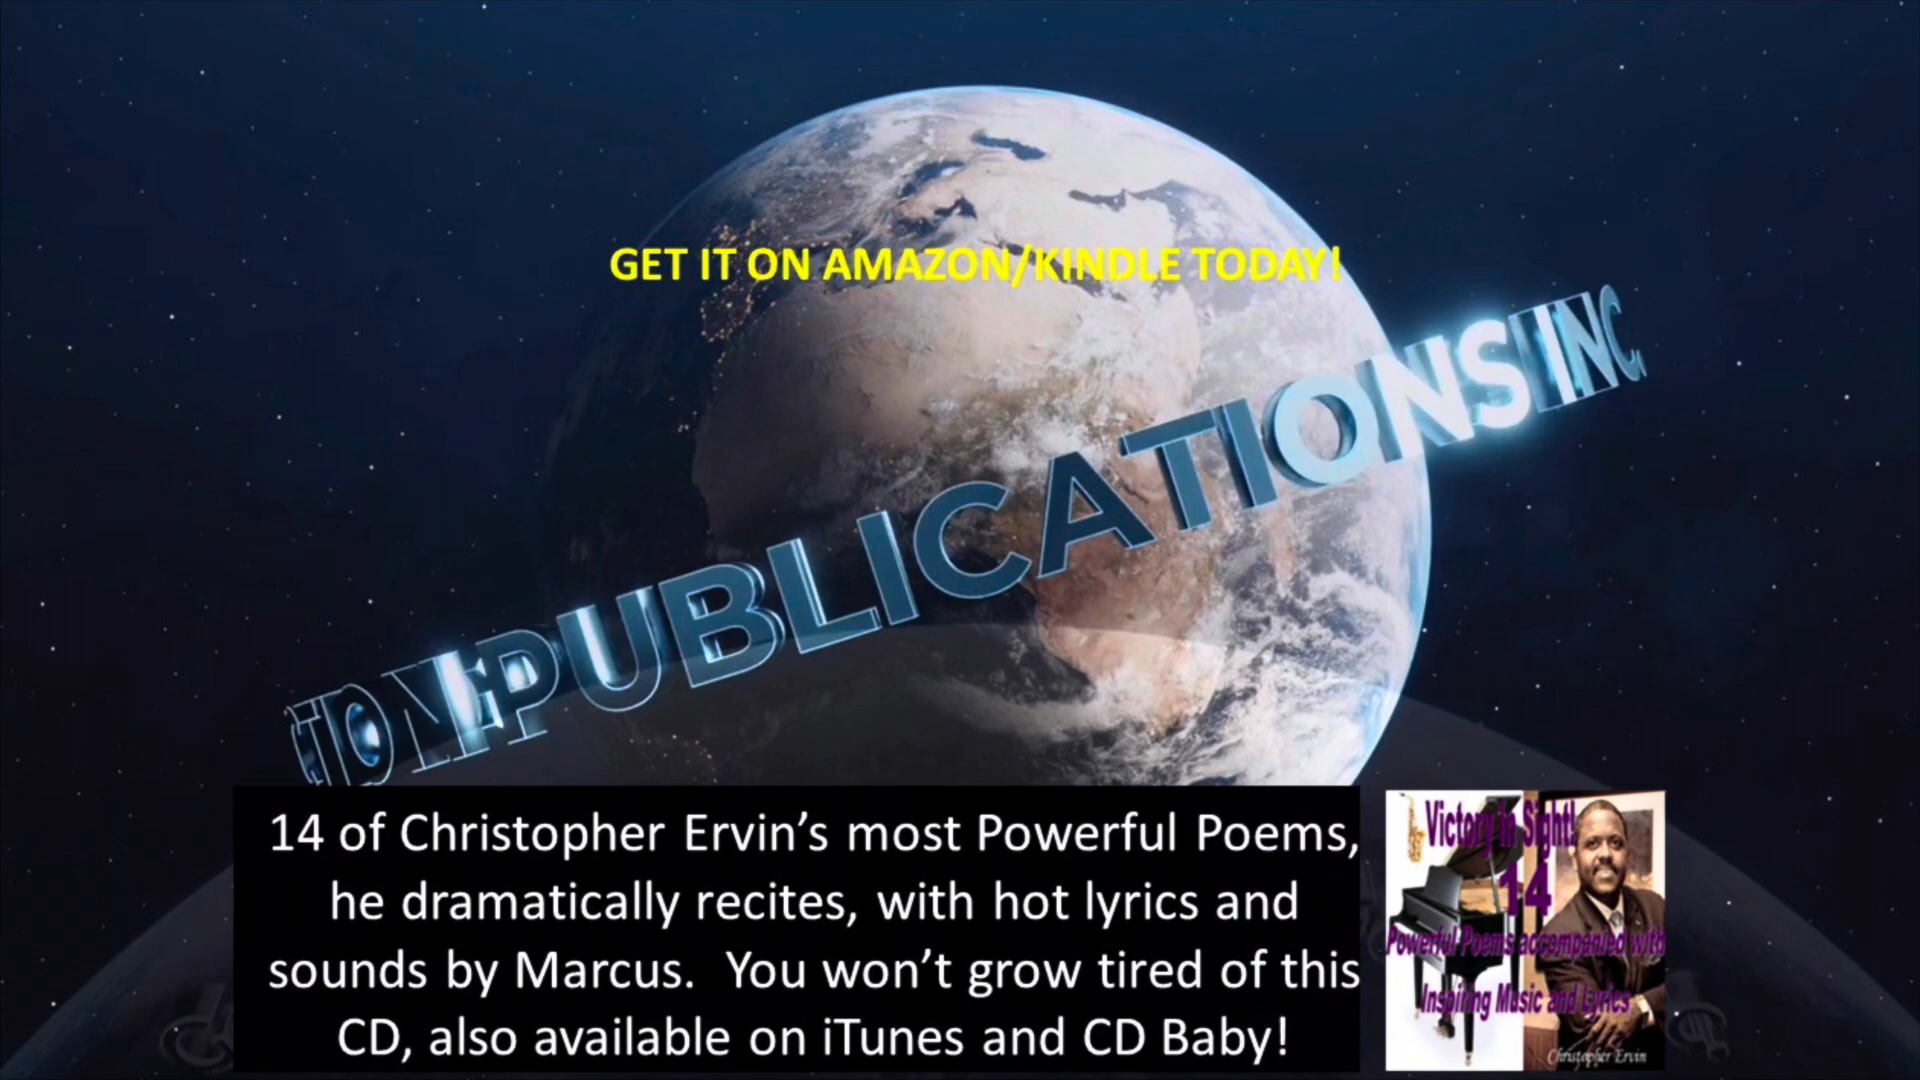 GET IT ON AMAZON/KINDLE TODAY!
PUBLICATIONS INC.
14 of Christopher Ervin’s most Powerful Poems,
he dramatically recites, with hot lyrics and
sounds by Marcus.  You won’t grow tired of this
CD, also available on iTunes and CD Baby!
Victory in Sight!
14
Powerful Poems accompanied with
Inspiring Music and Lyrics
Christopher Ervin